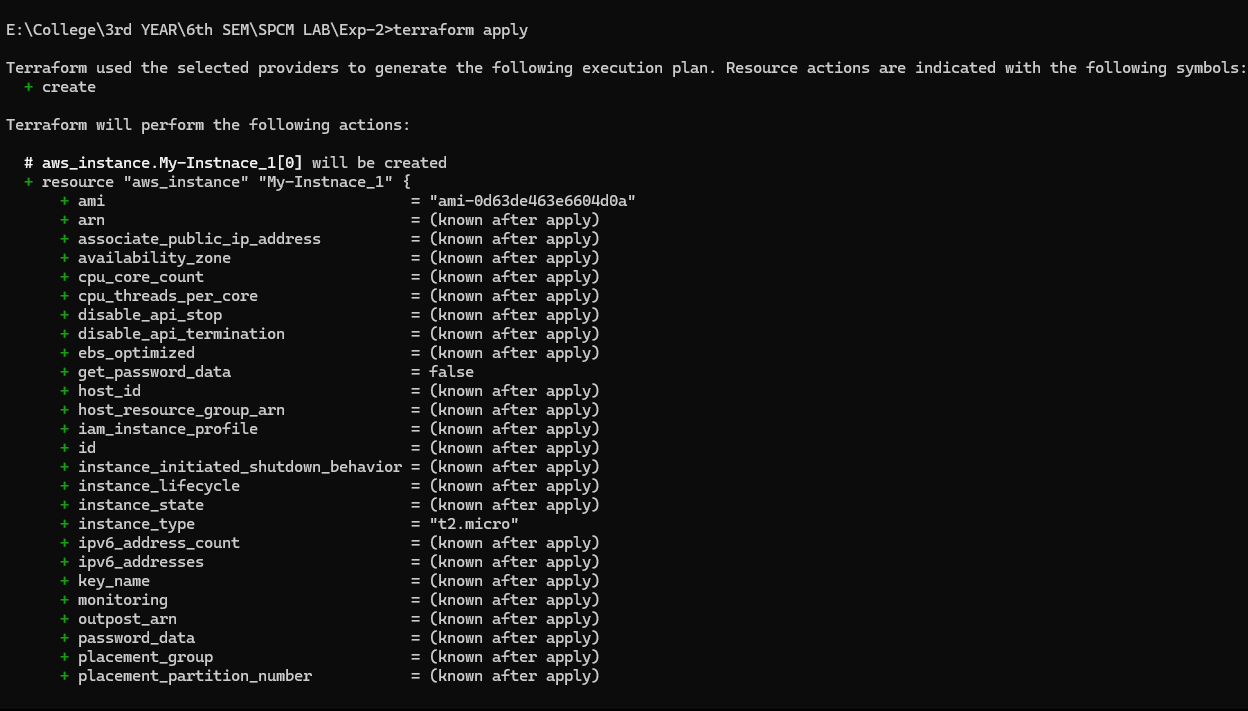 E:\College\3rd YEAR\6th SEM\SPCM LAB\Exp-2>terraform apply
Terraform used the selected providers to generate the following execution plan. Resource actions are indicated with the following symbols:
+ create
Terraform will perform the following actions:
# aws_instance.My-Instnace_1[0] will be created
+ resource "aws_instance" "My-Instnace_1" {
+ ami = "ami-0d63de463e6604d0a"
+ arn = (known after apply)
+ associate_public_ip_address = (known after apply)
+ availability_zone = (known after apply)
+ cpu_core_count = (known after apply)
+ cpu_threads_per_core = (known after apply)
+ disable_api_stop = (known after apply)
+ disable_api_termination = (known after apply)
+ ebs_optimized = (known after apply)
+ get_password_data = false
+ host_id = (known after apply)
+ host_resource_group_arn = (known after apply)
+ iam_instance_profile = (known after apply)
+ id = (known after apply)
+ instance_initiated_shutdown_behavior = (known after apply)
+ instance_lifecycle = (known after apply)
+ instance_state = (known after apply)
+ instance_type = "t2.micro"
+ ipv6_address_count = (known after apply)
+ ipv6_addresses = (known after apply)
+ key_name = (known after apply)
+ monitoring = (known after apply)
+ outpost_arn = (known after apply)
+ password_data = (known after apply)
+ placement_group = (known after apply)
+ placement_partition_number = (known after apply)